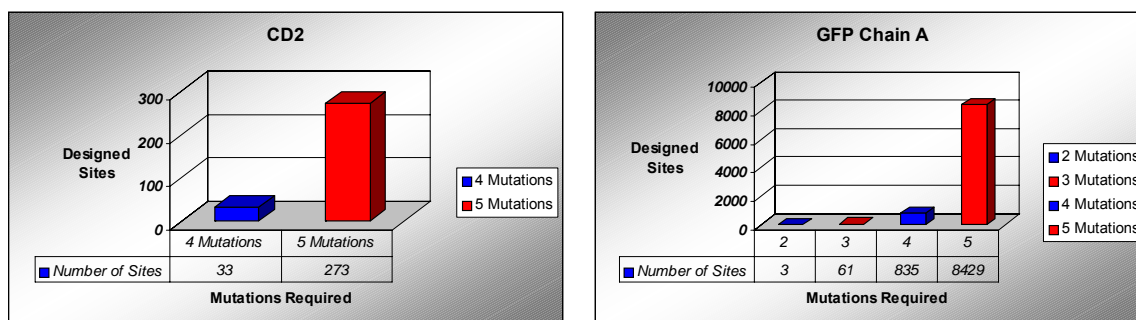 CD2
300
200
100
0
Designed
Sites
4 Mutations
5 Mutations
4 Mutations 5 Mutations
Number of Sites 33 273
Mutations Required
GFP Chain A
10000
8000
6000
4000
2000
0
Designed
Sites
2 Mutations
3 Mutations
4 Mutations
5 Mutations
2 3 4 5
Number of Sites 3 61 835 8429
Mutations Required